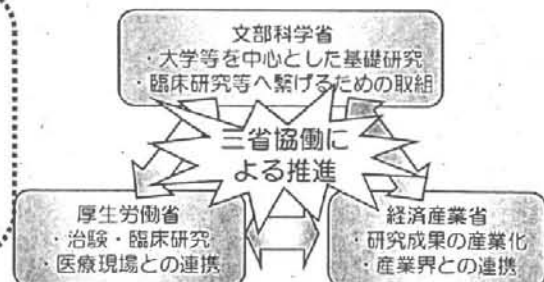 文部科学省
・大学等を中心とした基礎研究
・臨床研究等へ繋げるための取組
三省協働に
よる推進
厚生労働省
・治験・臨床研究
・医療現場との連携
経済産業省
・研究成果の産業化
・産業界との連携